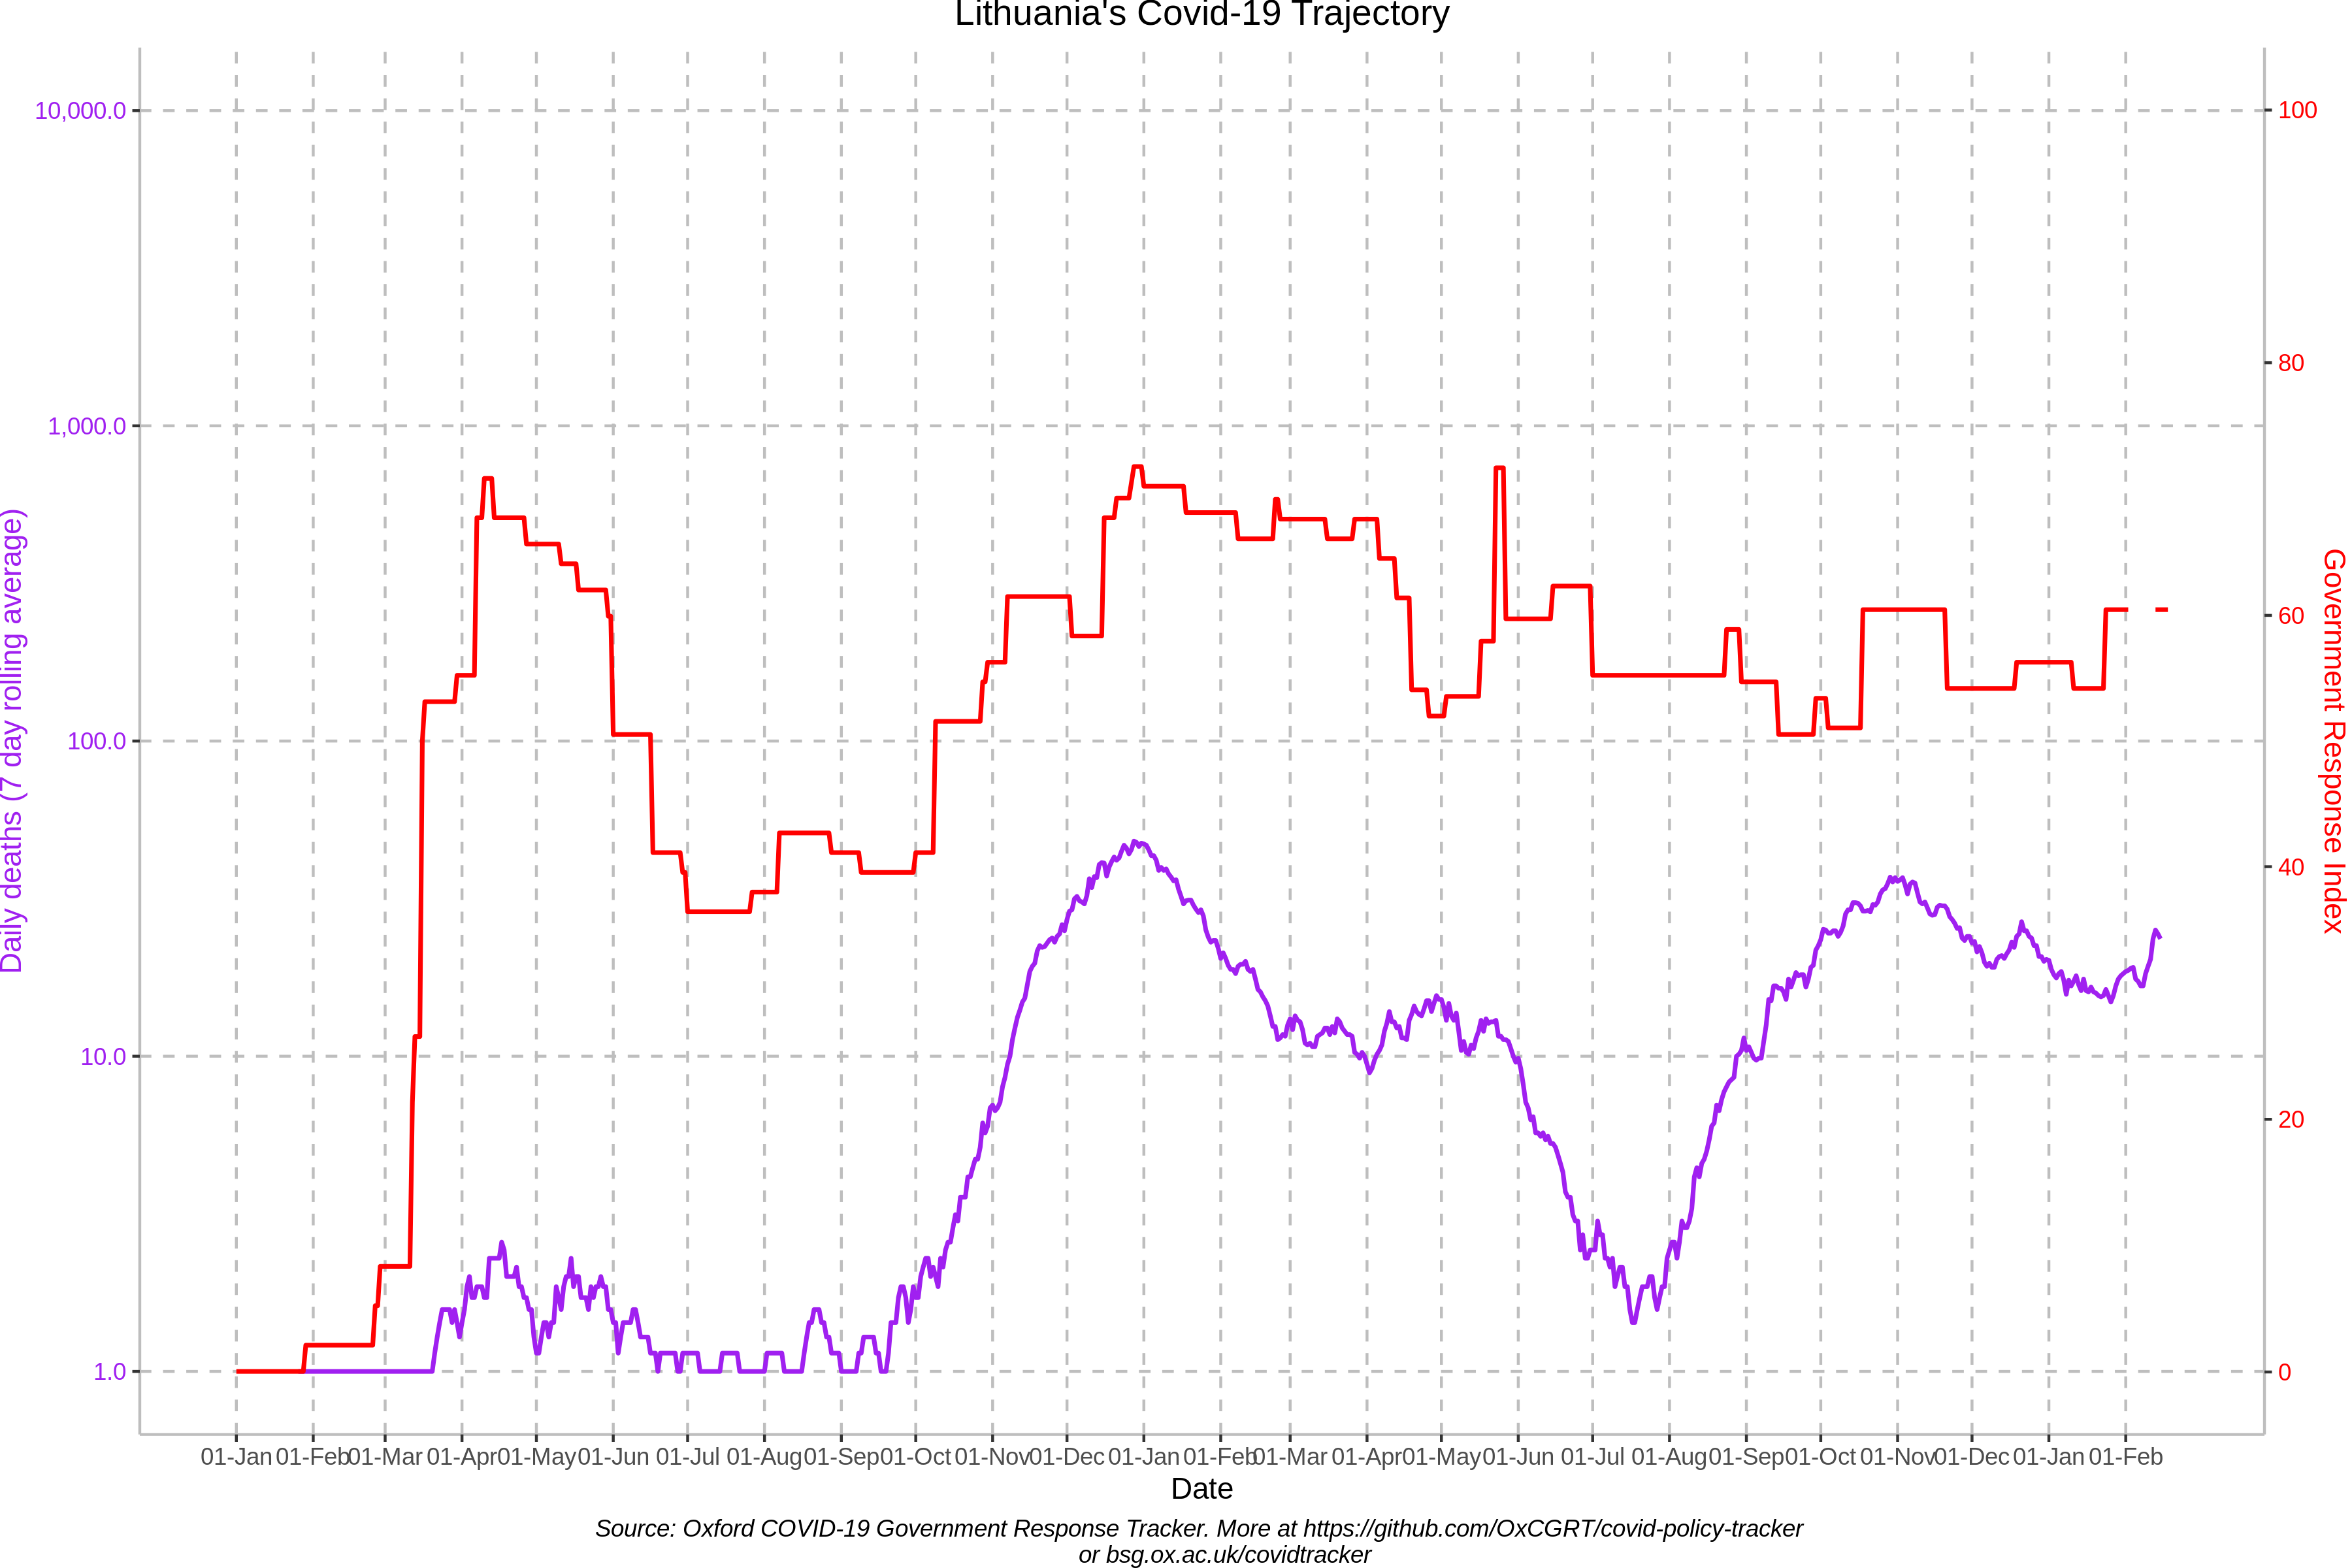 Lithuania's Covid-19 Trajectory
10,000.0
1,000.0
100.0
10.0
1.0
Daily deaths (7 day rolling average)
100
80
60
40
20
0
Government Response Index
01-Jan 01-Feb 01-Mar 01-Apr 01-May 01-Jun 01-Jul 01-Aug 01-Sep 01-Oct 01-Nov 01-Dec 01-Jan 01-Feb 01-Mar 01-Apr 01-May 01-Jun 01-Jul 01-Aug 01-Sep 01-Oct 01-Nov 01-Dec 01-Jan 01-Feb
Date
Source: Oxford COVID-19 Government Response Tracker. More at https://github.com/OxCGRT/covid-policy-tracker
or bsg.ox.ac.uk/covidtracker